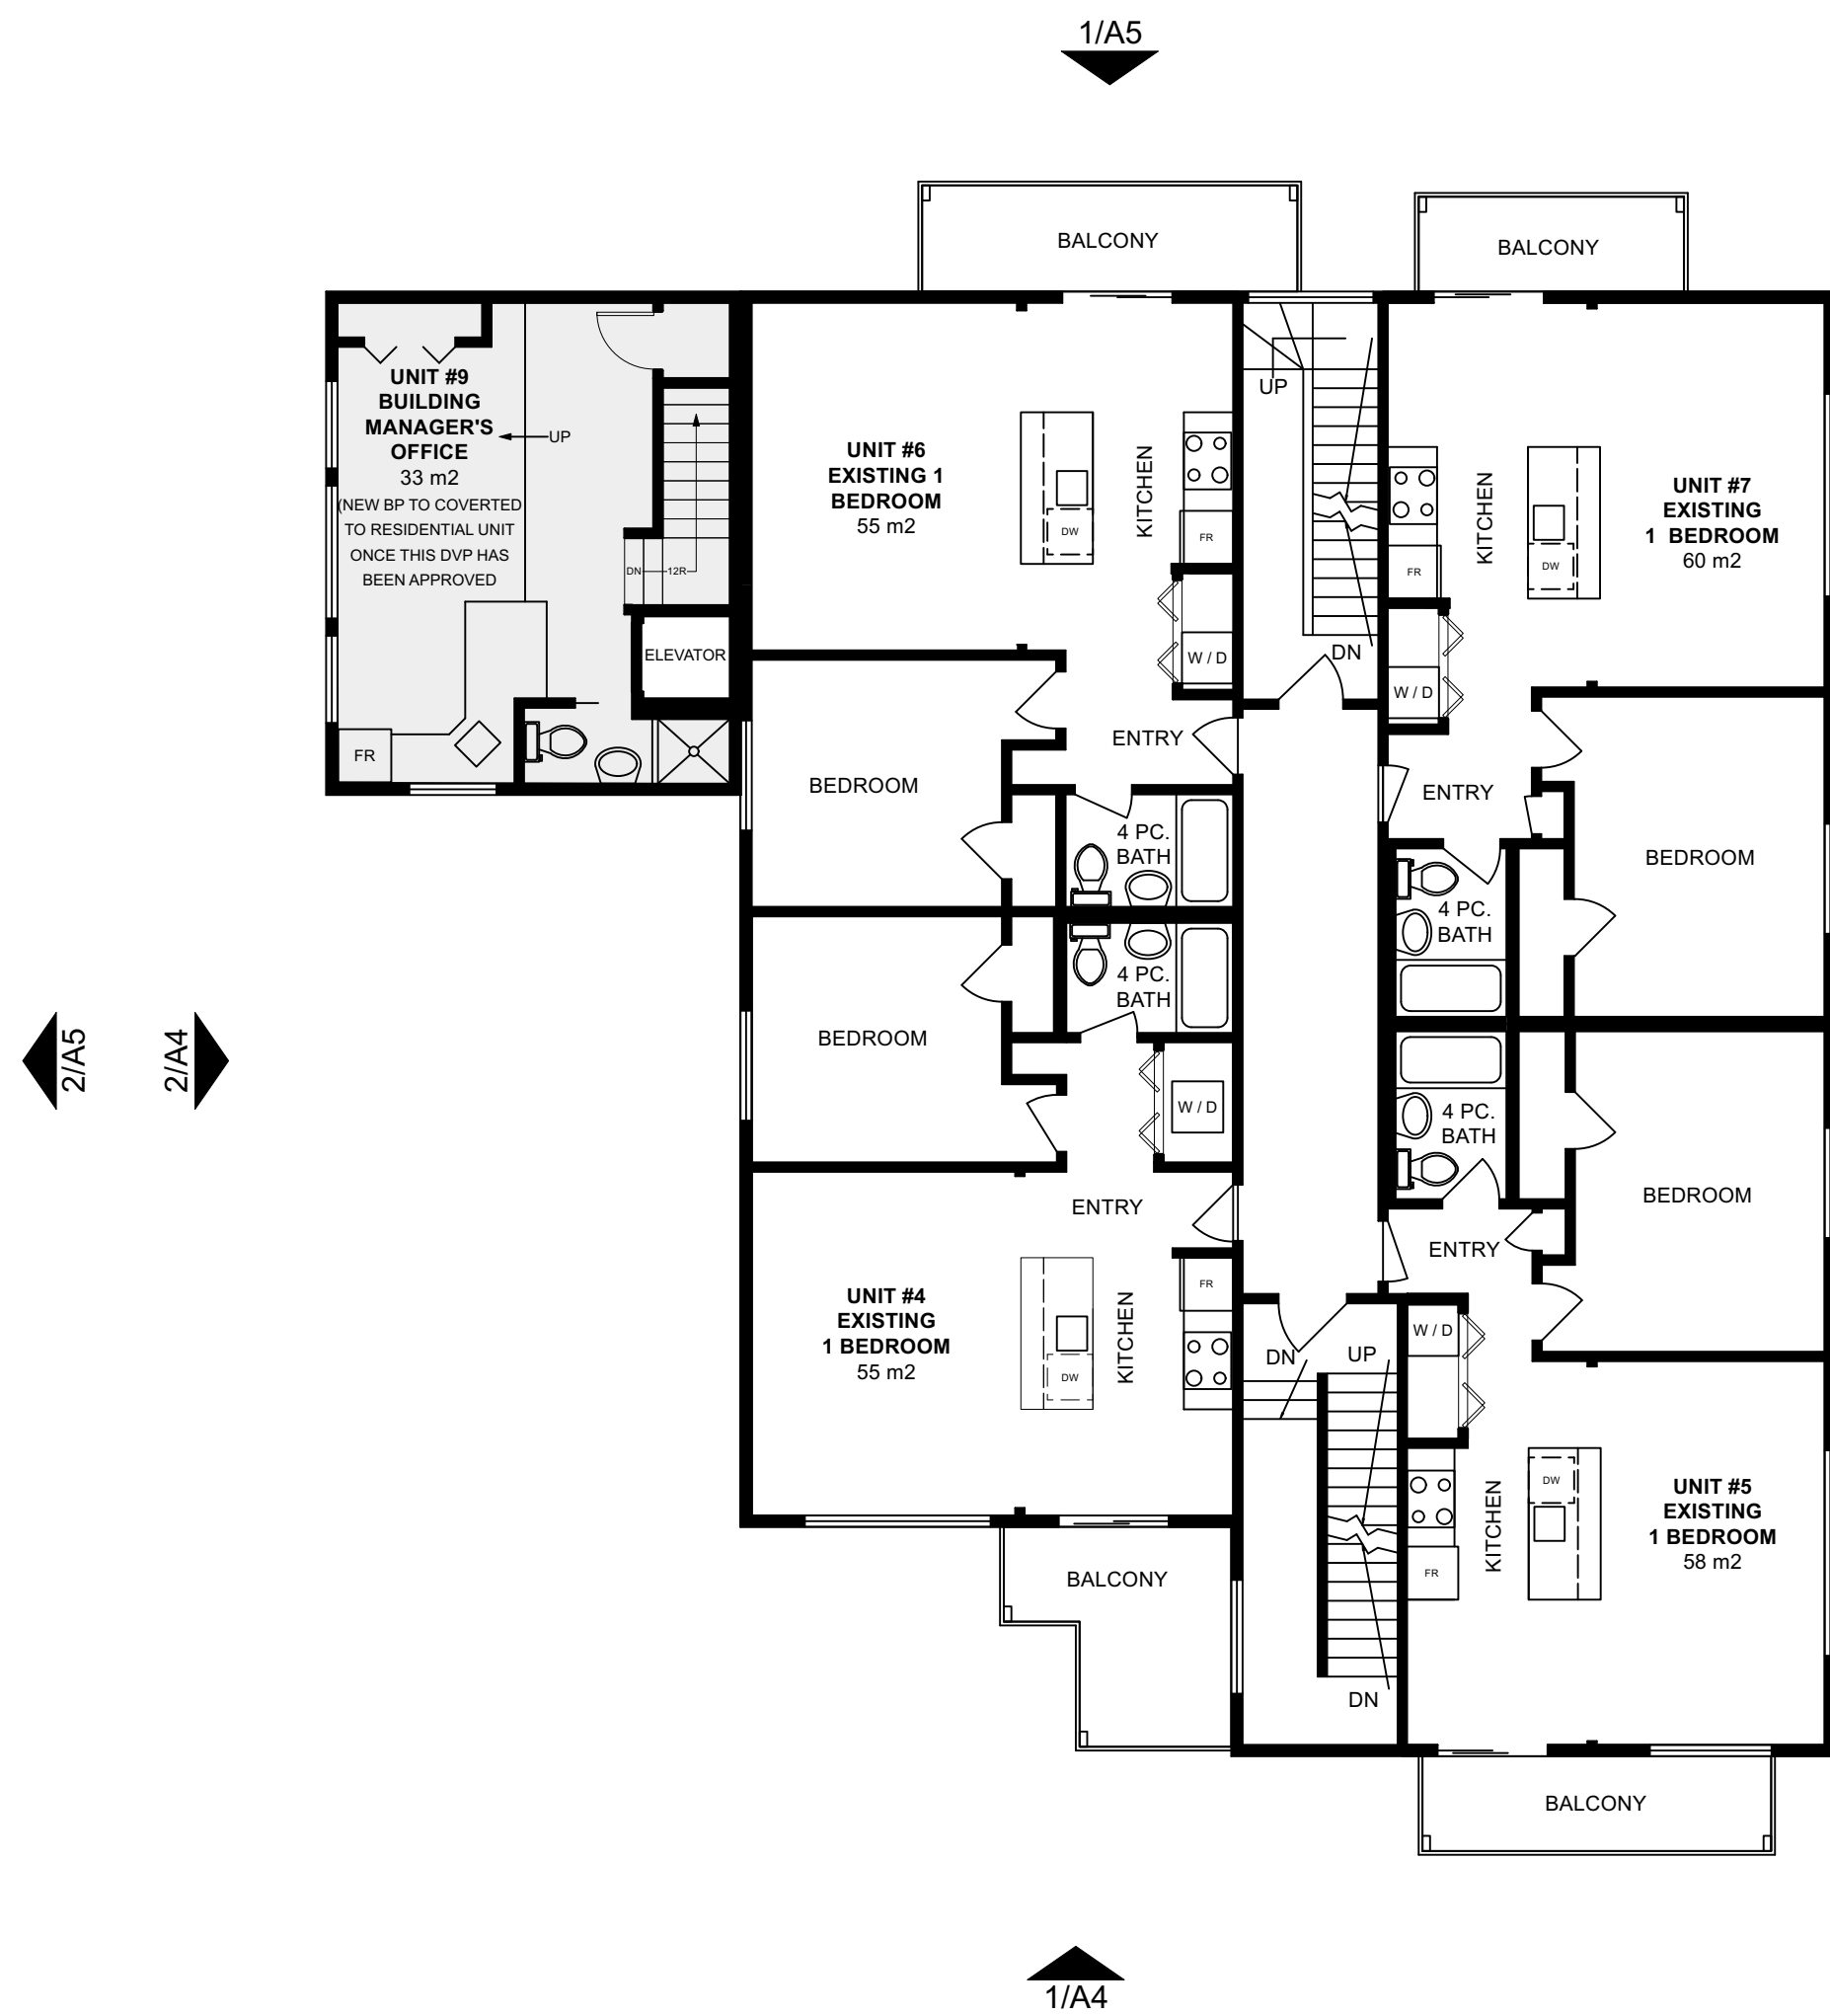 1/A5
BALCONY
BALCONY
UNIT #9
BUILDING
MANAGER'S
OFFICE
33 m2
(NEW BP TO COVERTED
TO RESIDENTIAL UNIT
ONCE THIS DVP HAS
BEEN APPROVED
UP
DN
12R
ELEVATOR
FR
UNIT #6
EXISTING 1
BEDROOM
55 m2
DW
KITCHEN
FR
W / D
UP
DN
KITCHEN
FR
DW
W / D
UNIT #7
EXISTING
1 BEDROOM
60 m2
ENTRY
BEDROOM
4 PC.
BATH
ENTRY
BEDROOM
4 PC.
BATH
4 PC.
BATH
BEDROOM
W / D
4 PC.
BATH
BEDROOM
ENTRY
ENTRY
2/A5
2/A4
UNIT #4
EXISTING
1 BEDROOM
55 m2
DW
KITCHEN
FR
DN
UP
W / D
DN
KITCHEN
FR
DW
UNIT #5
EXISTING
1 BEDROOM
58 m2
BALCONY
BALCONY
1/A4